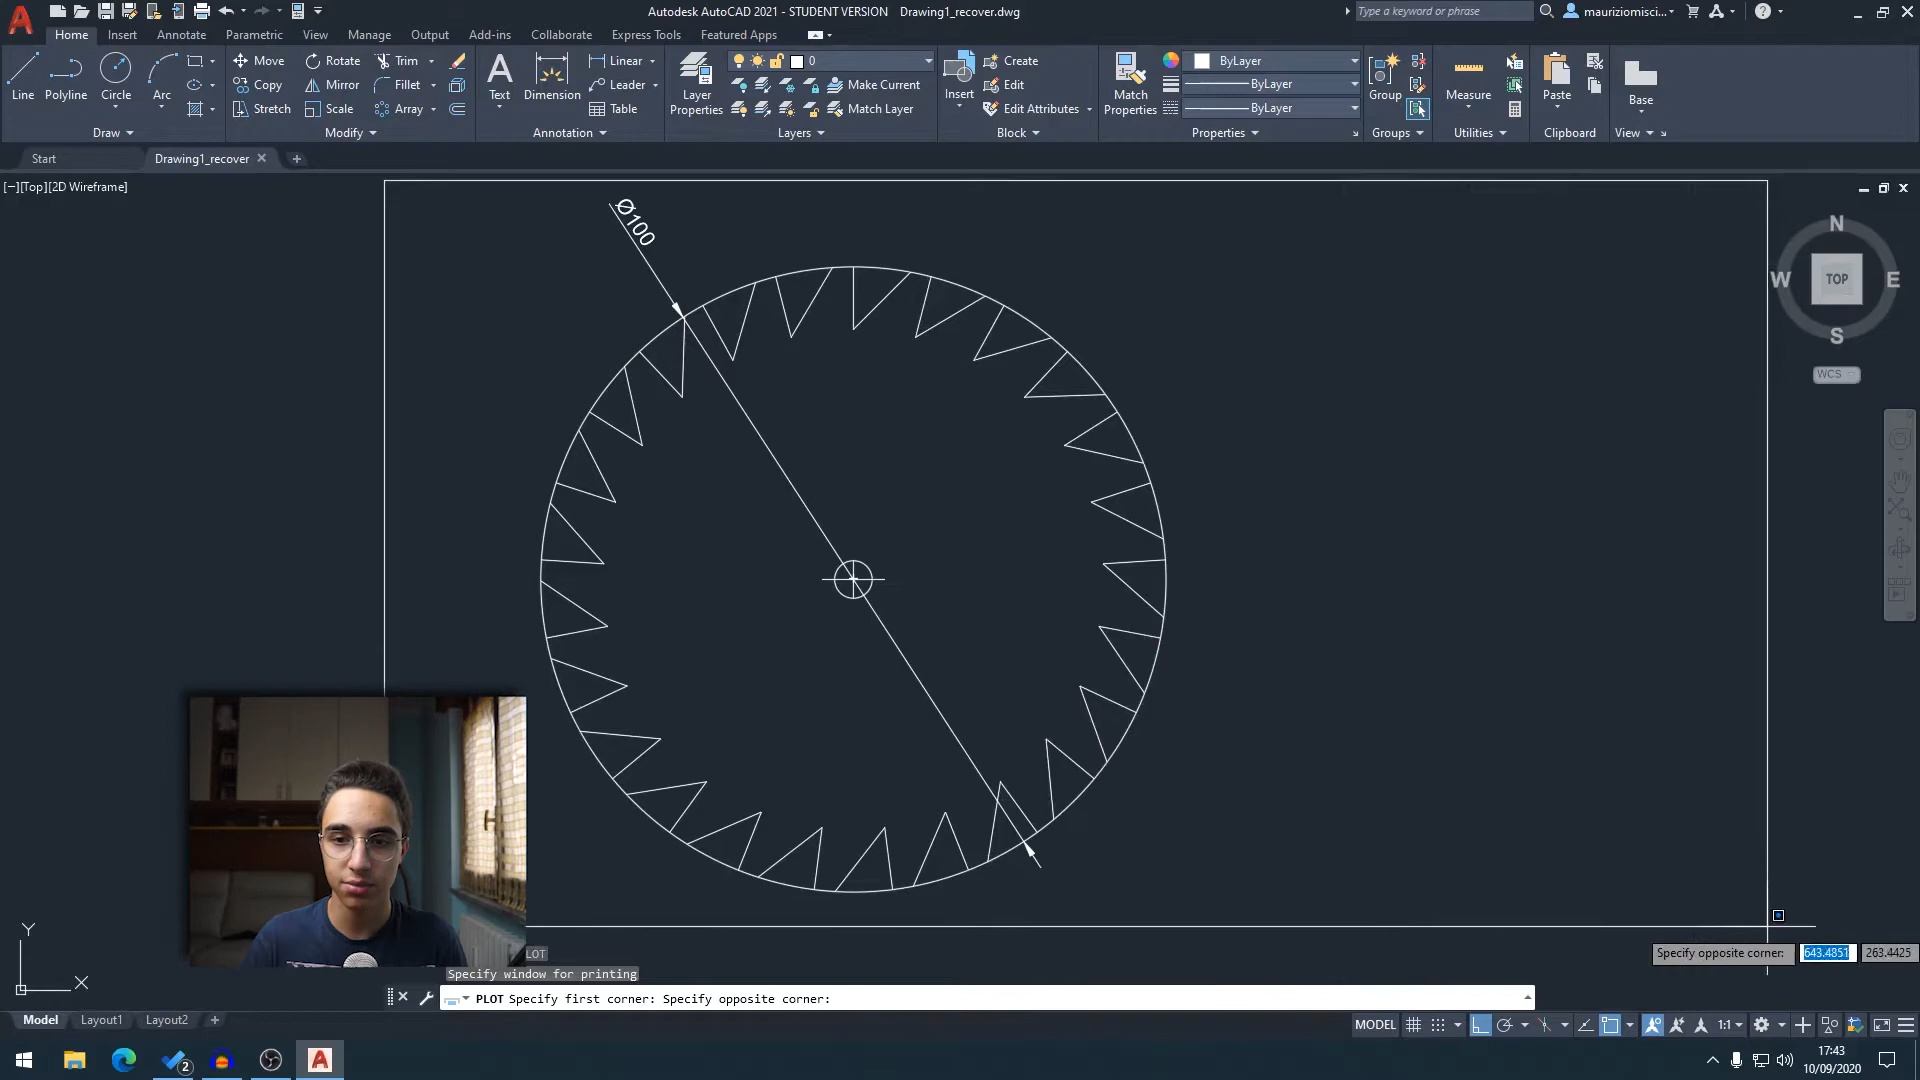 Autodesk AutoCAD 2021 - STUDENT VERSION Drawing1_recover.dwg
Type a keyword or phrase
mauriziomisci...
Home Insert Annotate Parametric View Manage Output Add-ins Collaborate Express Tools Featured Apps
Line Polyline Circle Arc
Draw
Move Rotate Trim
Copy Mirror Fillet
Stretch Scale Array
Modify
Text Dimension
Linear
Leader
Table
Annotation
Layer Properties
0
Make Current
Match Layer
Layers
Insert
Create
Edit
Edit Attributes
Block
Match Properties
ByLayer
ByLayer
ByLayer
Properties
Group
Groups
Measure
Utilities
Paste
Clipboard
Base
View
Start Drawing1_recover
[−][Top][2D Wireframe]
Ø100
N
W TOP E
S
WCS
Y
X
LOT
Specify opposite corner: 643.4851 263.4425
Specify window for printing
PLOT Specify first corner: Specify opposite corner:
Model Layout1 Layout2
MODEL 1:1
2
17:43
10/09/2020